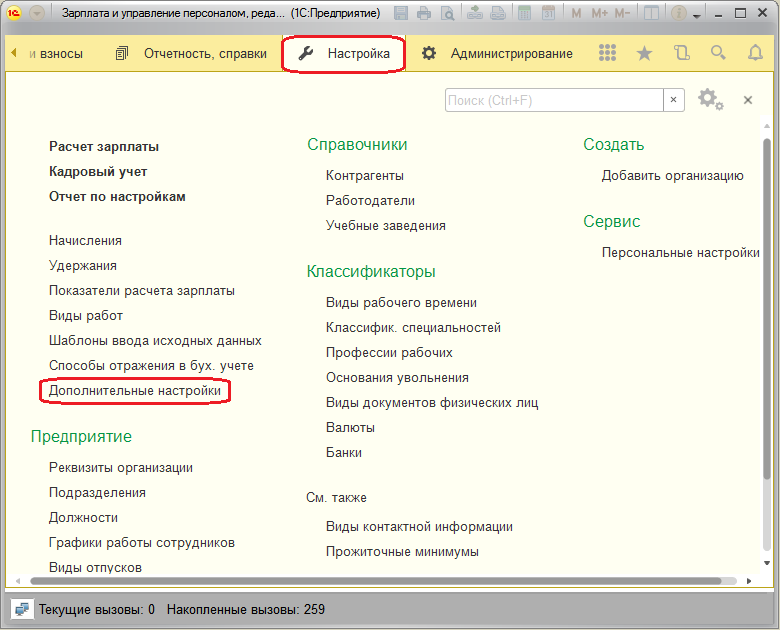 Зарплата и управление персоналом, реда... (1С:Предприятие)
M M+ M-
и взносы Отчетность, справки Настройка Администрирование
Поиск (Ctrl+F)
Расчет зарплаты
Кадровый учет
Отчет по настройкам
Начисления
Удержания
Показатели расчета зарплаты
Виды работ
Шаблоны ввода исходных данных
Способы отражения в бух. учете
Дополнительные настройки
Предприятие
Реквизиты организации
Подразделения
Должности
Графики работы сотрудников
Виды отпусков
Справочники
Контрагенты
Работодатели
Учебные заведения
Классификаторы
Виды рабочего времени
Классифик. специальностей
Профессии рабочих
Основания увольнения
Виды документов физических лиц
Валюты
Банки
См. также
Виды контактной информации
Прожиточные минимумы
Создать
Добавить организацию
Сервис
Персональные настройки
Текущие вызовы: 0 Накопленные вызовы: 259